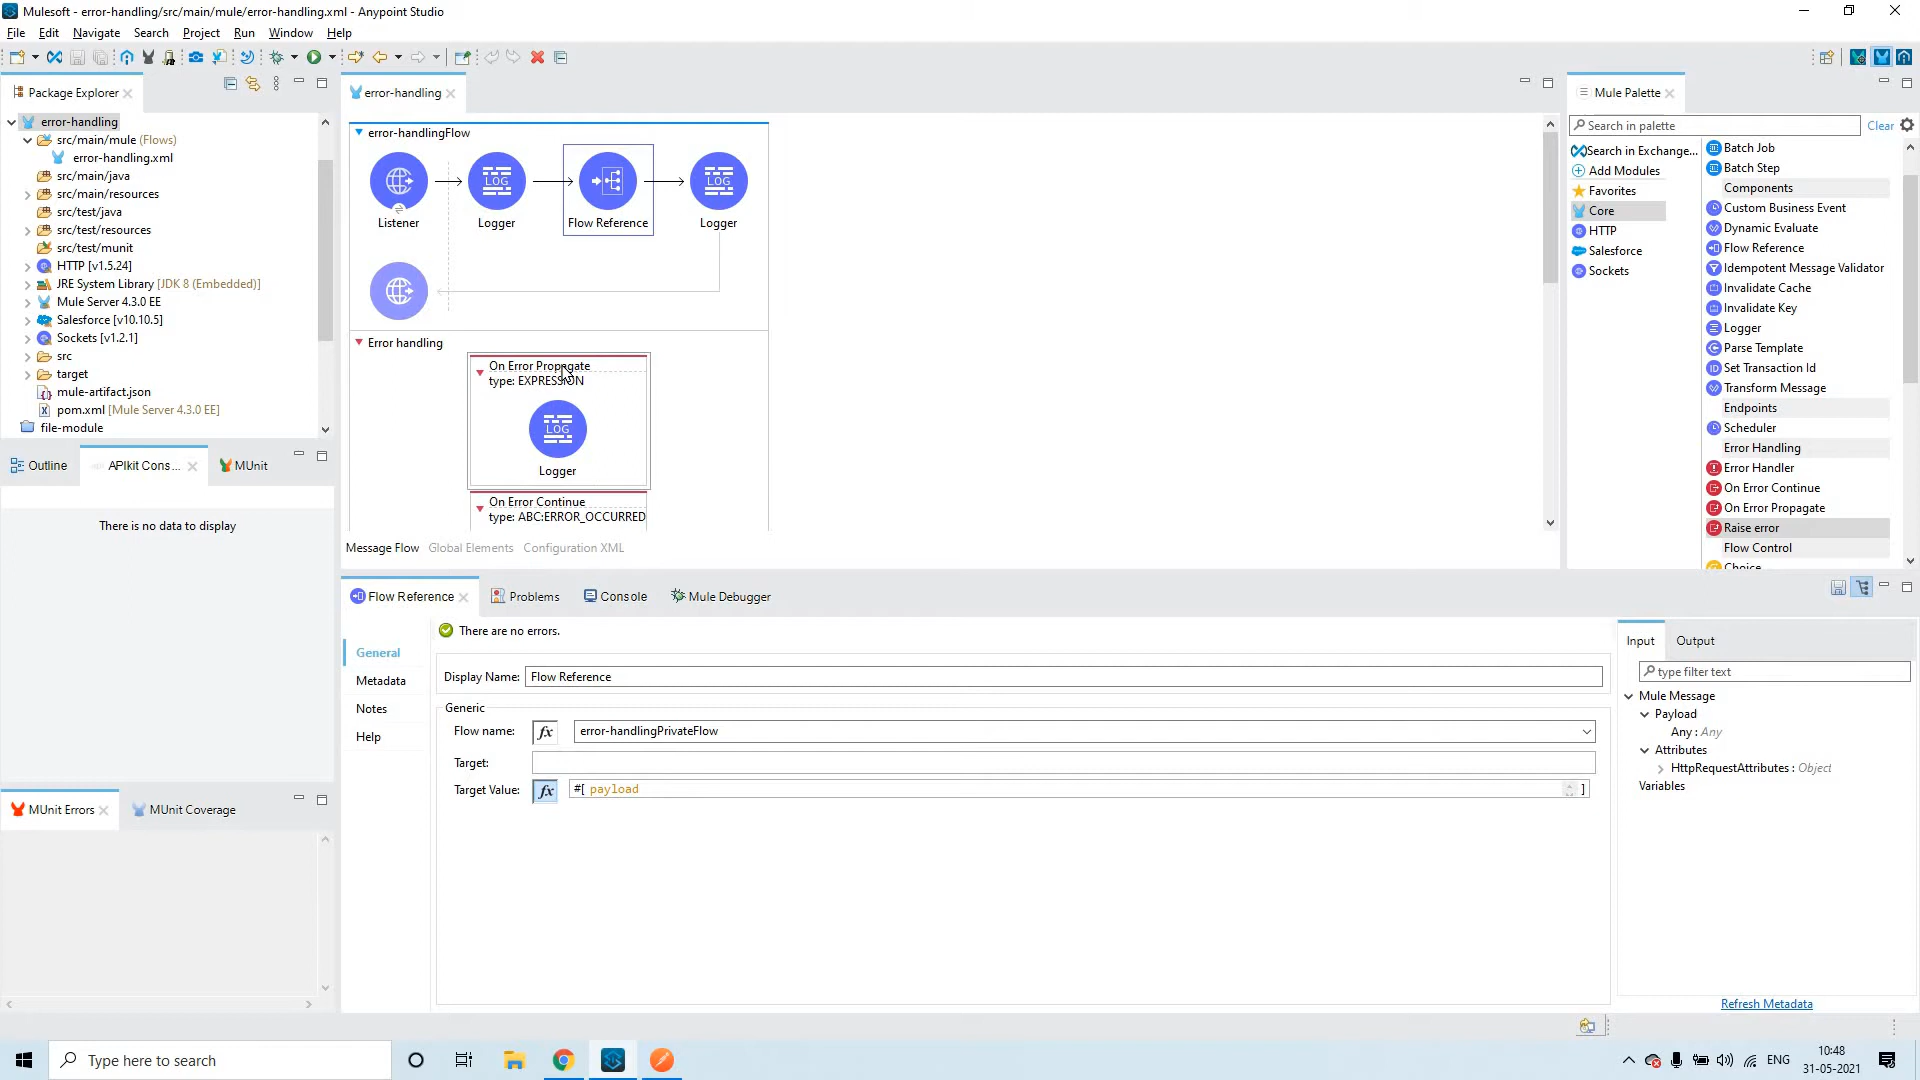 Mulesoft - error-handling/src/main/mule/error-handling.xml - Anypoint Studio
File Edit Navigate Search Project Run Window Help
Package Explorer
error-handling
src/main/mule (Flows)
error-handling.xml
src/main/java
src/main/resources
src/test/java
src/test/resources
src/test/munit
HTTP [v1.5.24]
JRE System Library [JDK 8 (Embedded)]
Mule Server 4.3.0 EE
Salesforce [v10.10.5]
Sockets [v1.2.1]
src
target
mule-artifact.json
pom.xml [Mule Server 4.3.0 EE]
file-module
Outline
APIkit Cons...
MUnit
There is no data to display
MUnit Errors
MUnit Coverage
error-handling
error-handlingFlow
LOG
LOG
Listener
Logger
Flow Reference
Logger
Error handling
On Error Propagate
type: EXPRESSION
LOG
Logger
On Error Continue
type: ABC:ERROR_OCCURRED
Message Flow Global Elements Configuration XML
Mule Palette
Search in palette
Clear
Search in Exchange...
Add Modules
Favorites
Core
HTTP
Salesforce
Sockets
Batch Job
Batch Step
Components
Custom Business Event
Dynamic Evaluate
Flow Reference
Idempotent Message Validator
Invalidate Cache
Invalidate Key
Logger
Parse Template
Set Transaction Id
Transform Message
Endpoints
Scheduler
Error Handling
Error Handler
On Error Continue
On Error Propagate
Raise error
Flow Control
Choice
Flow Reference
Problems
Console
Mule Debugger
There are no errors.
General
Metadata
Notes
Help
Display Name: Flow Reference
Generic
Flow name: fx error-handlingPrivateFlow
Target:
Target Value: fx #[ payload ]
Input
Output
type filter text
Mule Message
Payload
Any : Any
Attributes
HttpRequestAttributes : Object
Variables
Refresh Metadata
Type here to search
ENG
10:48
31-05-2021